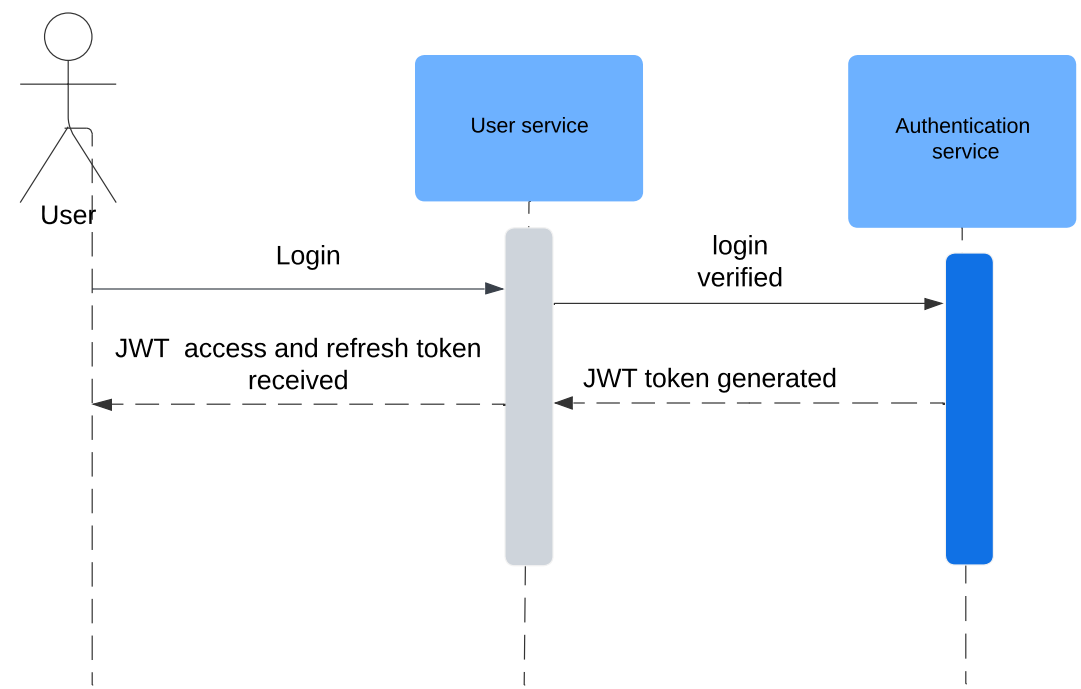 User service
Authentication
service
User
Login
login
verified
JWT  access and refresh token
received
JWT token generated